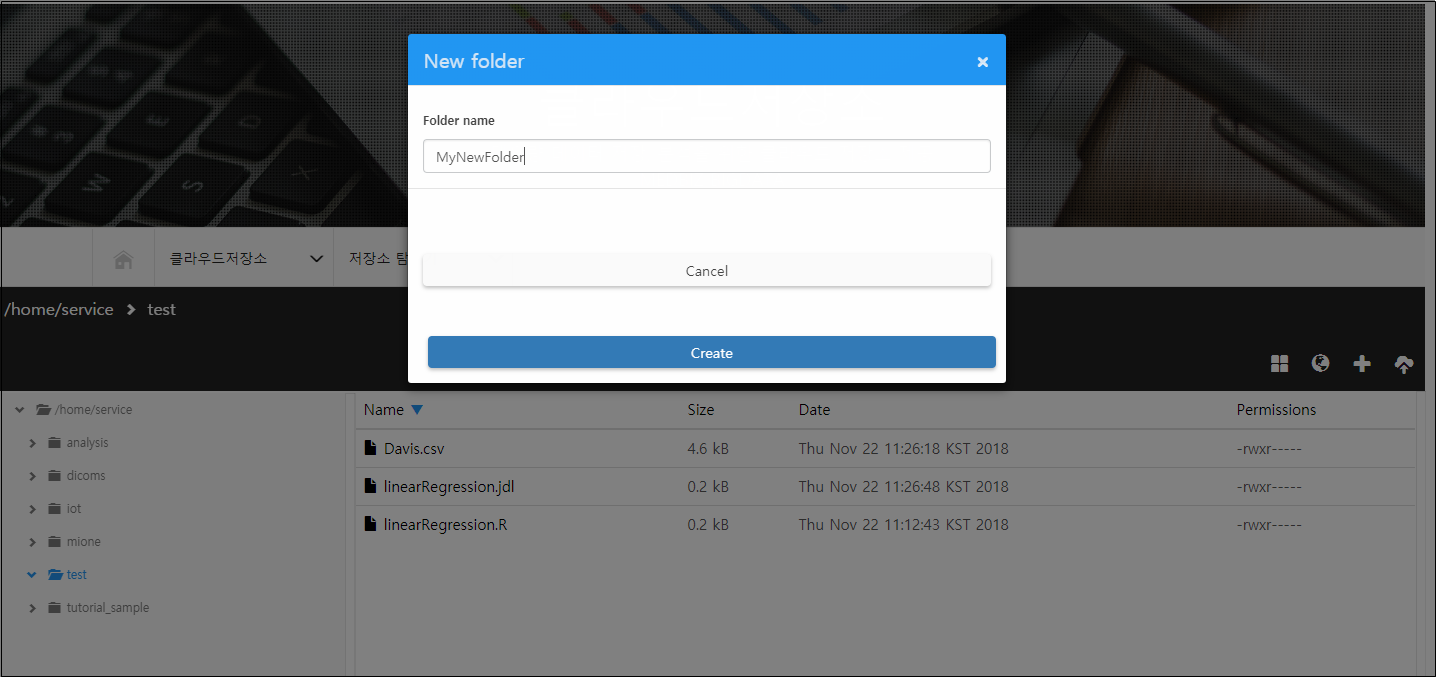 New folder
Folder name
MyNewFolder
클라우드저장소 저장소 탐
Cancel
/home/service test
Create
/home/service
analysis
dicoms
iot
mione
test
tutorial_sample
Name Size Date Permissions
Davis.csv 4.6 kB Thu Nov 22 11:26:18 KST 2018 -rwxr-----
linearRegression.jdl 0.2 kB Thu Nov 22 11:26:48 KST 2018 -rwxr-----
linearRegression.R 0.2 kB Thu Nov 22 11:12:43 KST 2018 -rwxr-----